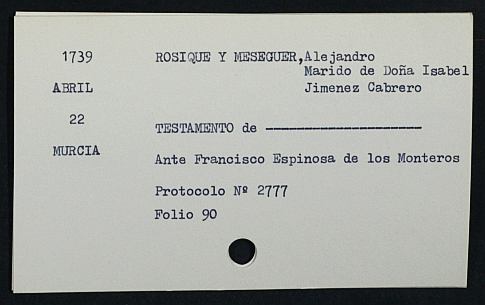 1739 ROSIQUE Y MESEGUER, Alejandro
Marido de Doña Isabel
ABRIL Jimenez Cabrero
22
TESTAMENTO de --------------------
MURCIA
Ante Francisco Espinosa de los Monteros
Protocolo Nº 2777
Folio 90